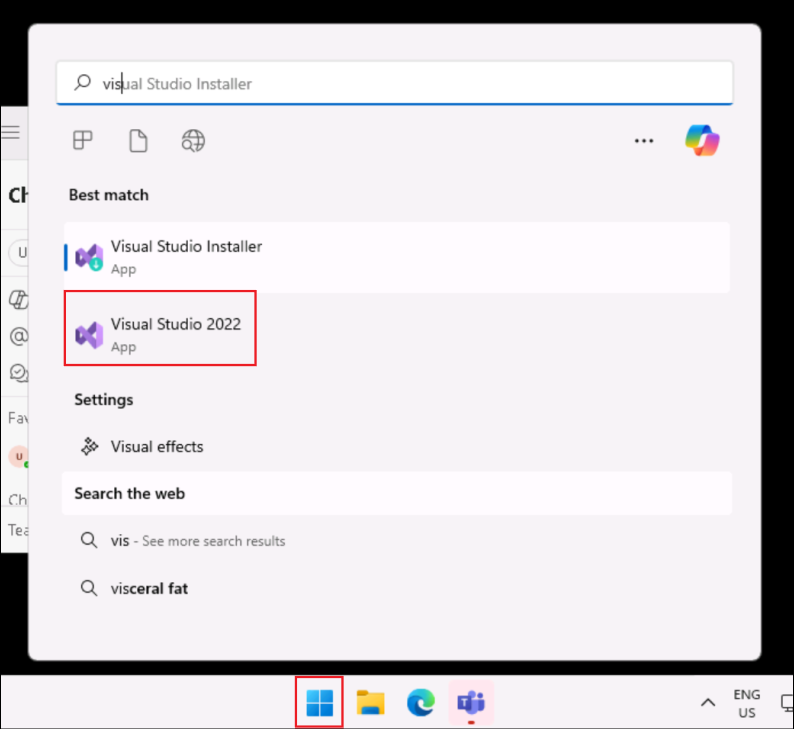 visual Studio Installer
Ch
U
Best match
Visual Studio Installer
App
Visual Studio 2022
App
@
Settings
Fav
Visual effects
U
Search the web
Ch
Tea
vis - See more search results
visceral fat
ENG
US